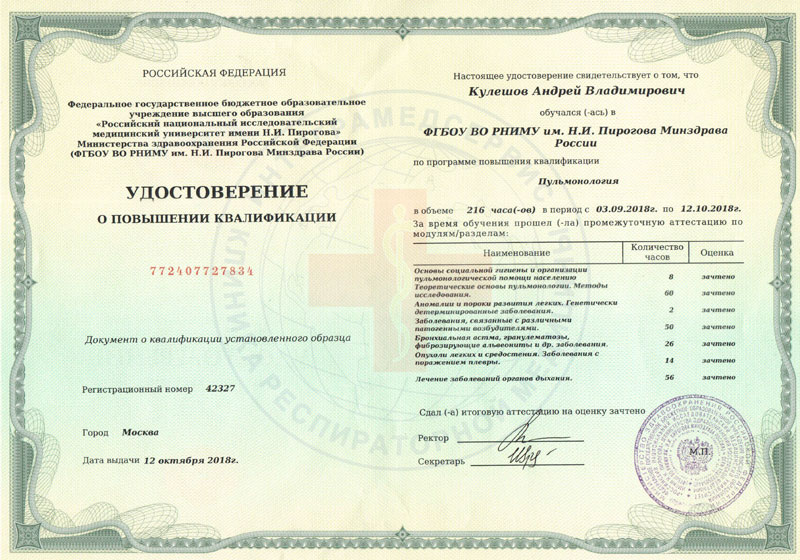 РОССИЙСКАЯ ФЕДЕРАЦИЯ
Федеральное государственное бюджетное образовательное
учреждение высшего образования
«Российский национальный исследовательский
медицинский университет имени Н.И. Пирогова»
Министерства здравоохранения Российской Федерации
(ФГБОУ ВО РНИМУ им. Н.И. Пирогова Минздрава России)
УДОСТОВЕРЕНИЕ
О ПОВЫШЕНИИ КВАЛИФИКАЦИИ
772407727834
Документ о квалификации установленного образца
Регистрационный номер 42327
Город Москва
Дата выдачи 12 октября 2018г.
Настоящее удостоверение свидетельствует о том, что
Кулешов Андрей Владимирович
обучался (-ась) в
ФГБОУ ВО РНИМУ им. Н.И. Пирогова Минздрава
России
по программе повышения квалификации
Пульмонология
в объеме 216 часа(-ов) в период с 03.09.2018г. по 12.10.2018г.
За время обучения прошел (-ла) промежуточную аттестацию по
модулям/разделам:
Наименование Количество часов Оценка
Основы социальной гигиены и организации
пульмонологической помощи населению 8 зачтено
Теоретические основы пульмонологии. Методы
исследования. 60 зачтено
Аномалии и пороки развития легких. Генетически
детерминированные заболевания. 2 зачтено
Заболевания, связанные с различными
патогенными возбудителями. 50 зачтено
Бронхиальная астма, гранулематозы,
фиброзирующие альвеолиты и др. заболевания. 26 зачтено
Опухоли легких и средостения. Заболевания с
поражением плевры. 14 зачтено
Лечение заболеваний органов дыхания. 56 зачтено
Сдал (-а) итоговую аттестацию на оценку зачтено
Ректор
Секретарь
М.П.